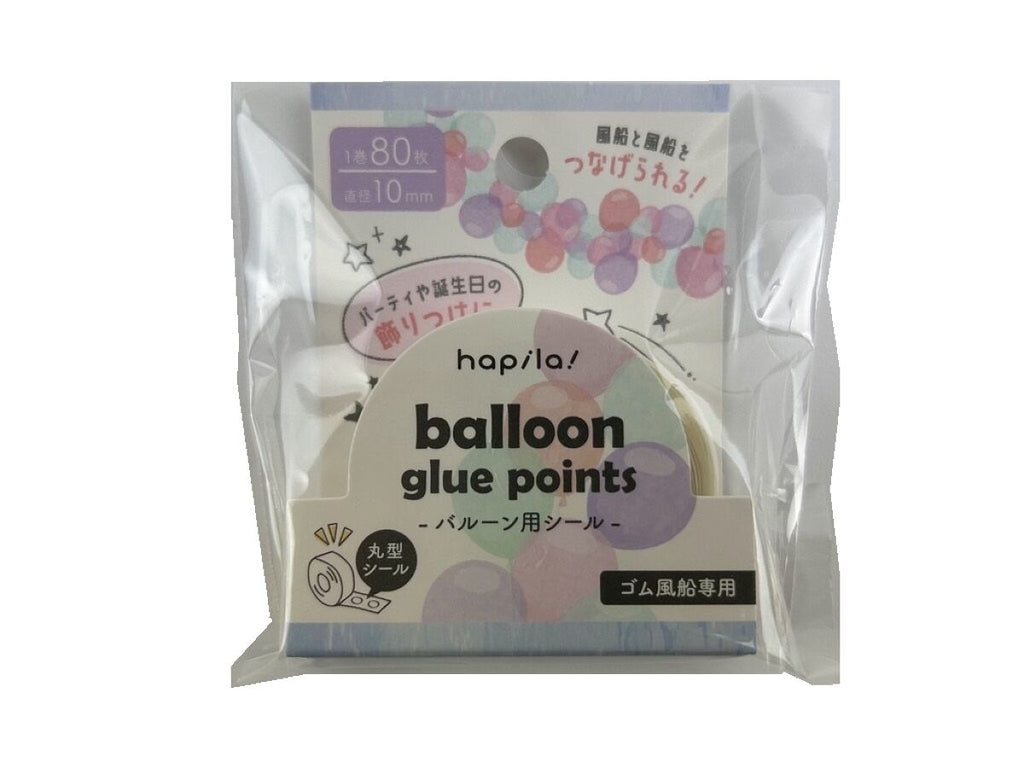 1巻80枚
直径10mm
風船と風船を
つなげられる!
パーティや誕生日の
飾りつけに
hapila!
balloon
glue points
- バルーン用シール -
丸型
シール
ゴム風船専用